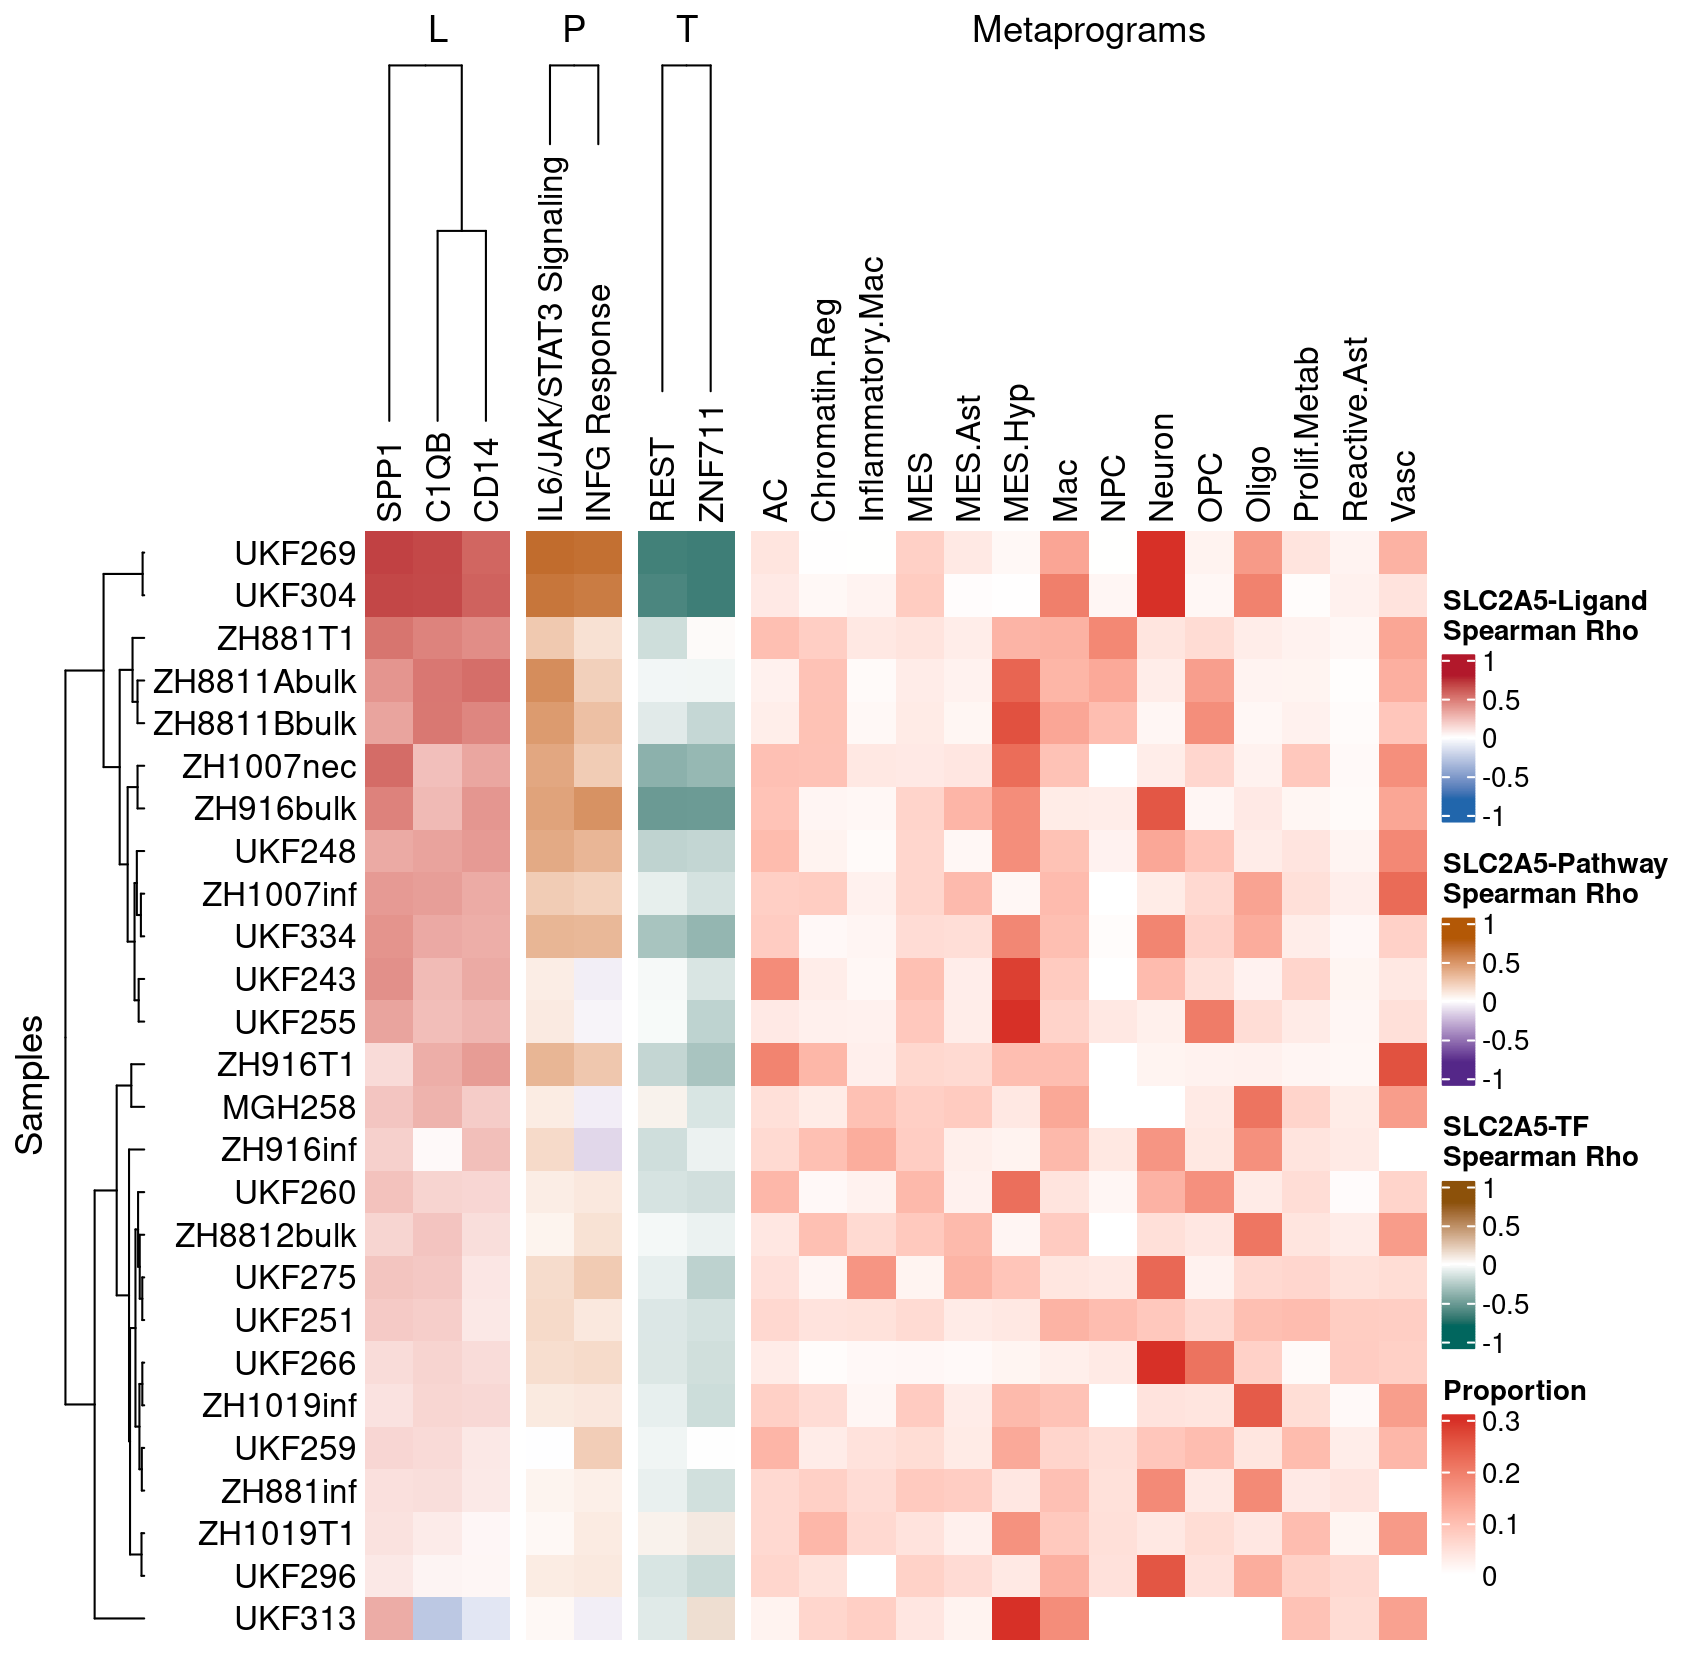 L P T Metaprograms
SPP1
C1QB
CD14
IL6/JAK/STAT3 Signaling
INFG Response
REST
ZNF711
AC
Chromatin.Reg
Inflammatory.Mac
MES
MES.Ast
MES.Hyp
Mac
NPC
Neuron
OPC
Oligo
Prolif.Metab
Reactive.Ast
Vasc
Samples
UKF269
UKF304
ZH881T1
ZH8811Abulk
ZH8811Bbulk
ZH1007nec
ZH916bulk
UKF248
ZH1007inf
UKF334
UKF243
UKF255
ZH916T1
MGH258
ZH916inf
UKF260
ZH8812bulk
UKF275
UKF251
UKF266
ZH1019inf
UKF259
ZH881inf
ZH1019T1
UKF296
UKF313
SLC2A5-Ligand
Spearman Rho
1
0.5
0
-0.5
-1
SLC2A5-Pathway
Spearman Rho
1
0.5
0
-0.5
-1
SLC2A5-TF
Spearman Rho
1
0.5
0
-0.5
-1
Proportion
0.3
0.2
0.1
0